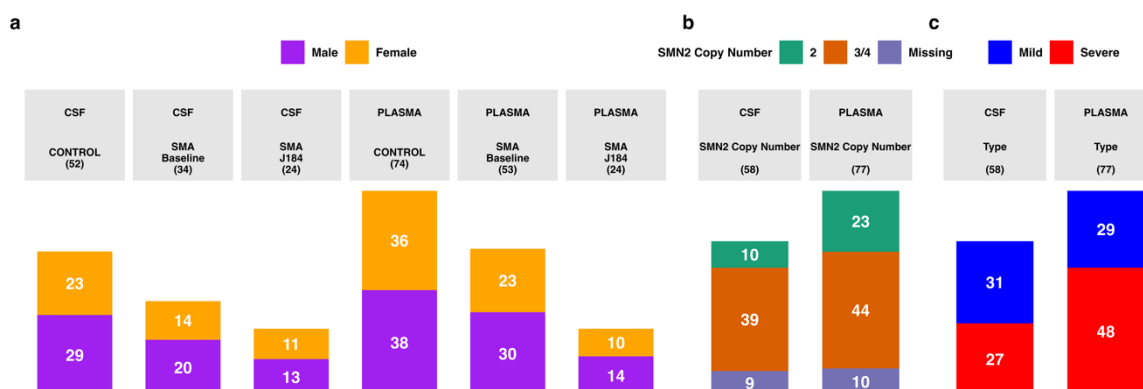 a
b
c
Male Female
SMN2 Copy Number 2 3/4 Missing
Mild Severe
CSF
CONTROL
(52)
CSF
SMA
Baseline
(34)
CSF
SMA
J184
(24)
PLASMA
CONTROL
(74)
PLASMA
SMA
Baseline
(53)
PLASMA
SMA
J184
(24)
CSF
SMN2 Copy Number
(58)
PLASMA
SMN2 Copy Number
(77)
CSF
Type
(58)
PLASMA
Type
(77)
23
29
14
20
11
13
36
38
23
30
10
14
10
39
9
23
44
10
31
27
29
48